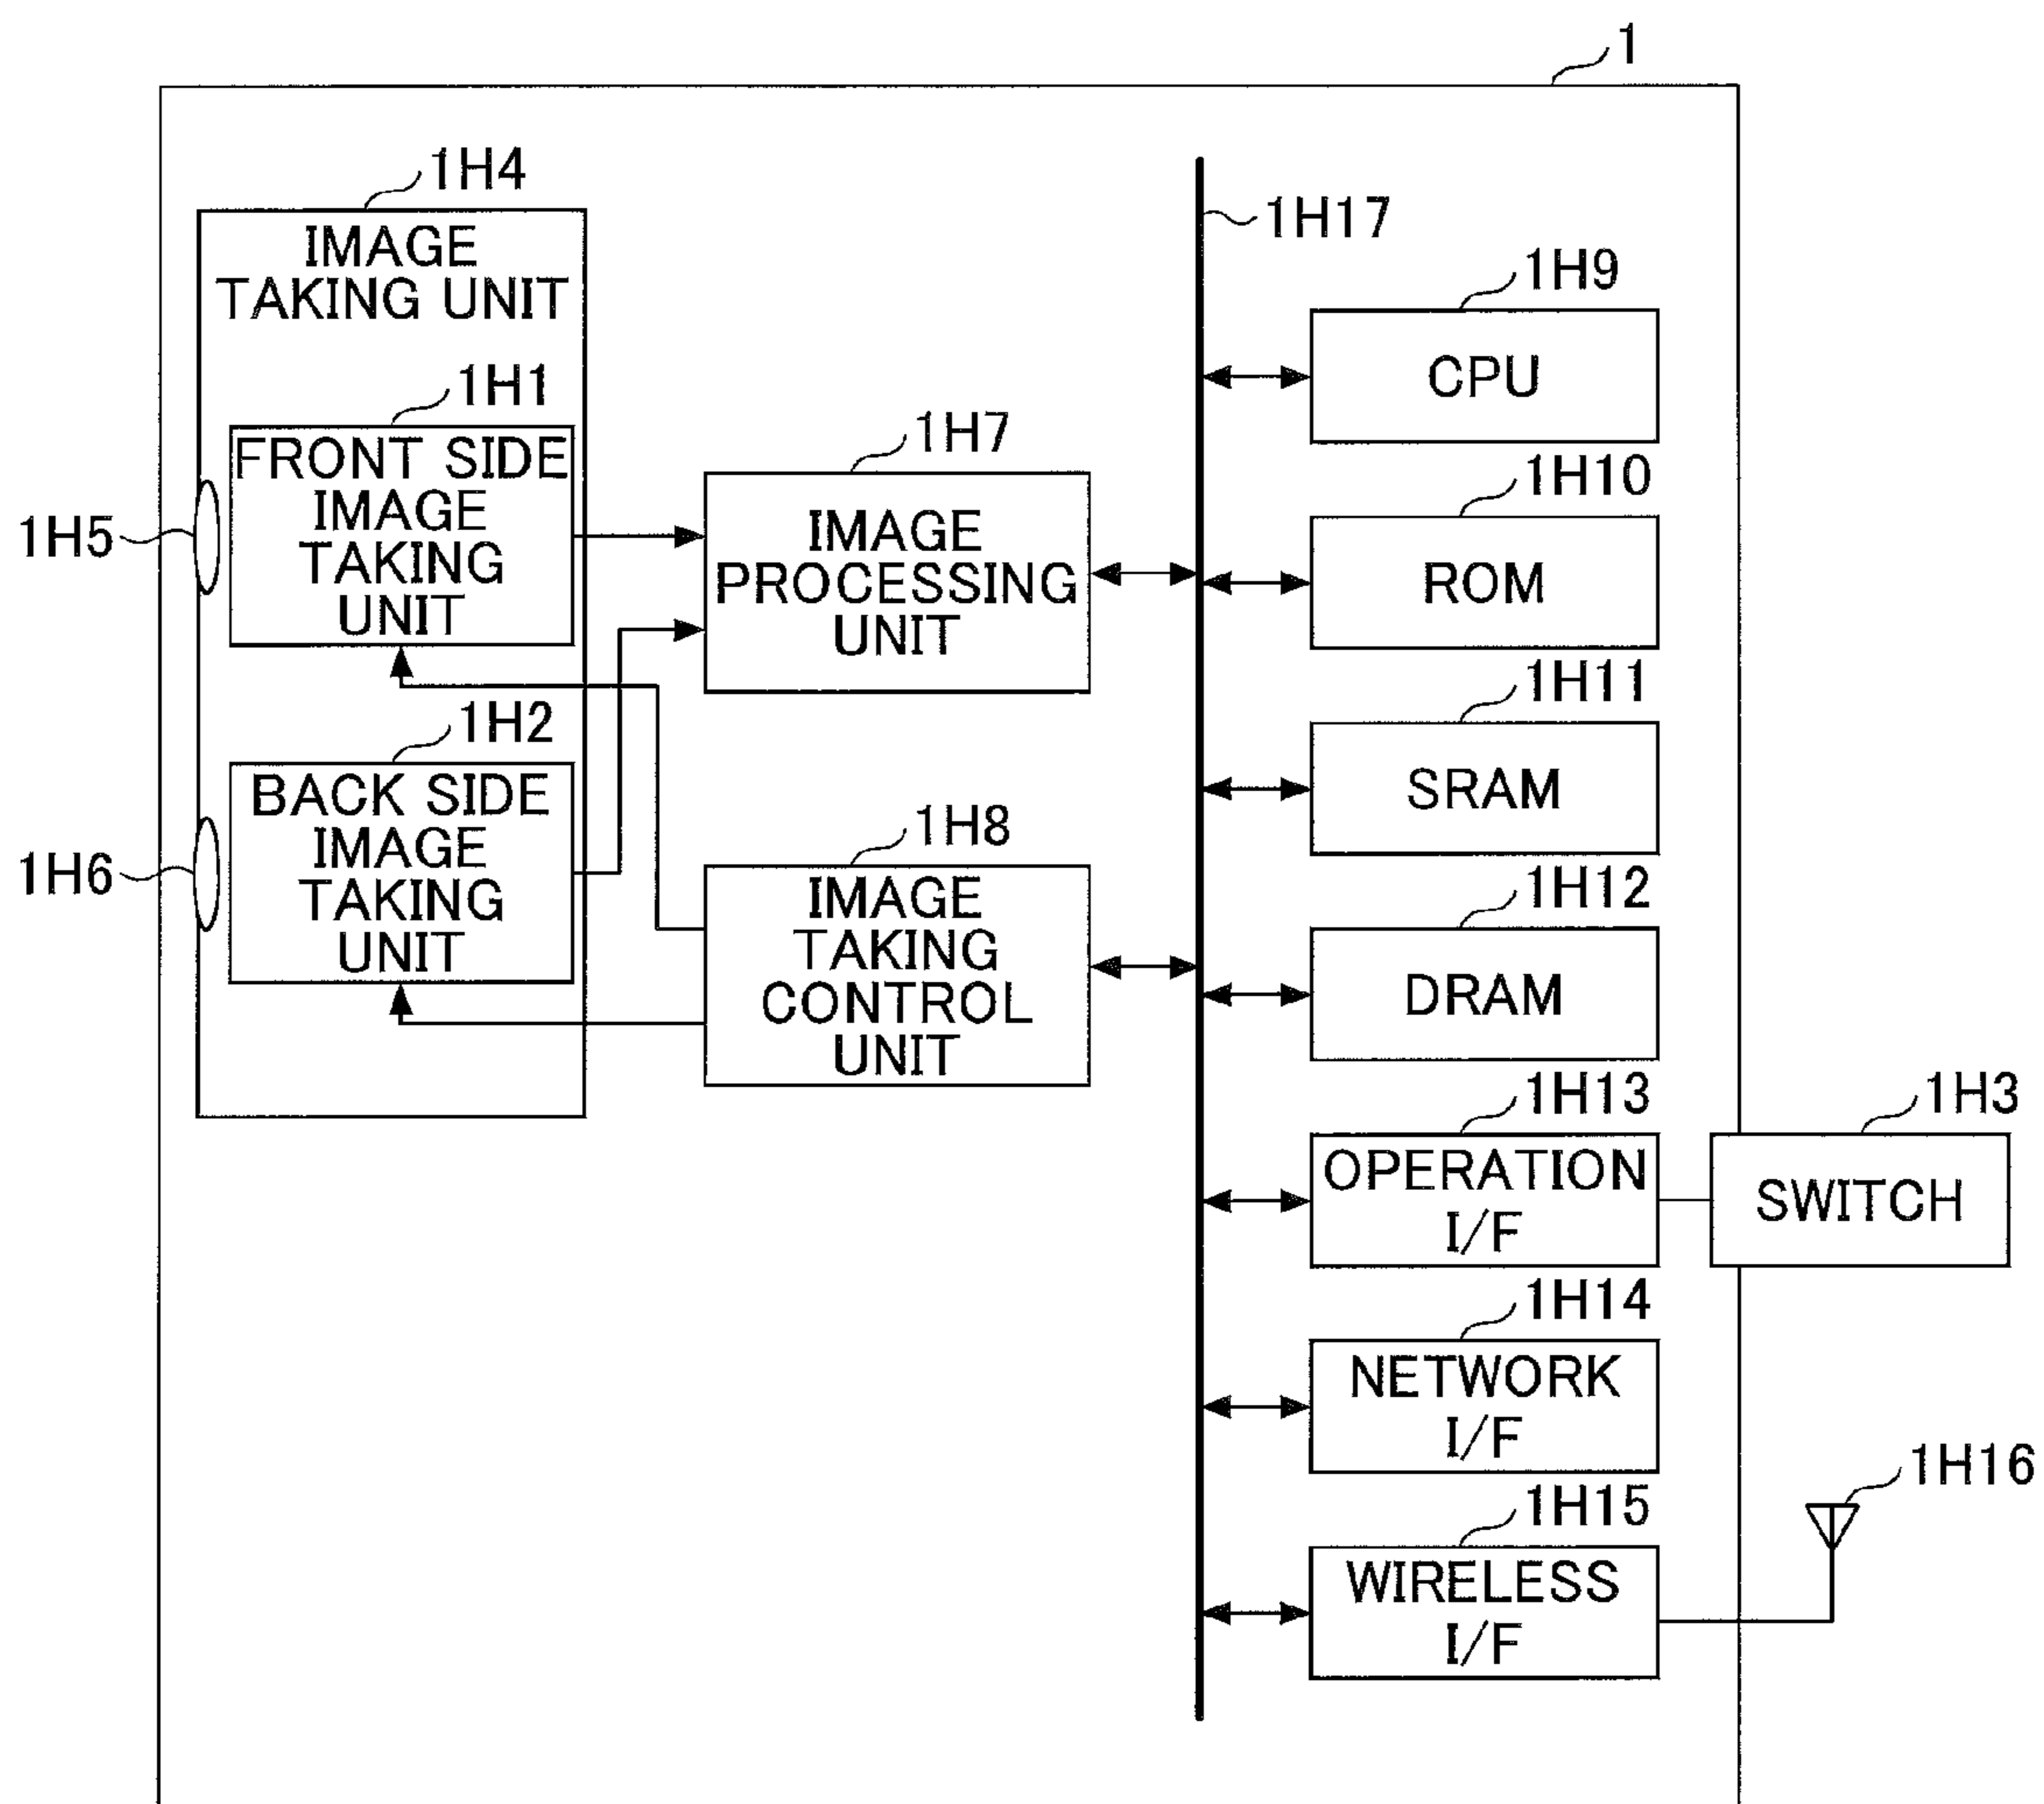 1
1H4
IMAGE
TAKING UNIT
1H1
FRONT SIDE
IMAGE
TAKING
UNIT
1H5
1H2
BACK SIDE
IMAGE
TAKING
UNIT
1H6
1H7
IMAGE
PROCESSING
UNIT
1H8
IMAGE
TAKING
CONTROL
UNIT
1H17
1H9
CPU
1H10
ROM
1H11
SRAM
1H12
DRAM
1H13
OPERATION
I/F
1H3
SWITCH
1H14
NETWORK
I/F
1H15
WIRELESS
I/F
1H16